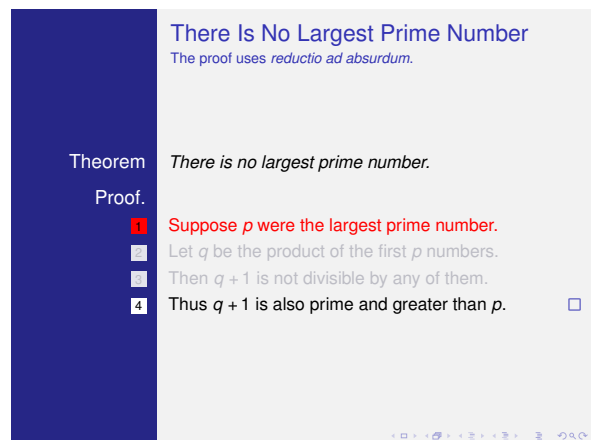 There Is No Largest Prime Number
The proof uses reductio ad absurdum.
Theorem There is no largest prime number.
Proof.
1 Suppose p were the largest prime number.
2 Let q be the product of the first p numbers.
3 Then q + 1 is not divisible by any of them.
4 Thus q + 1 is also prime and greater than p.